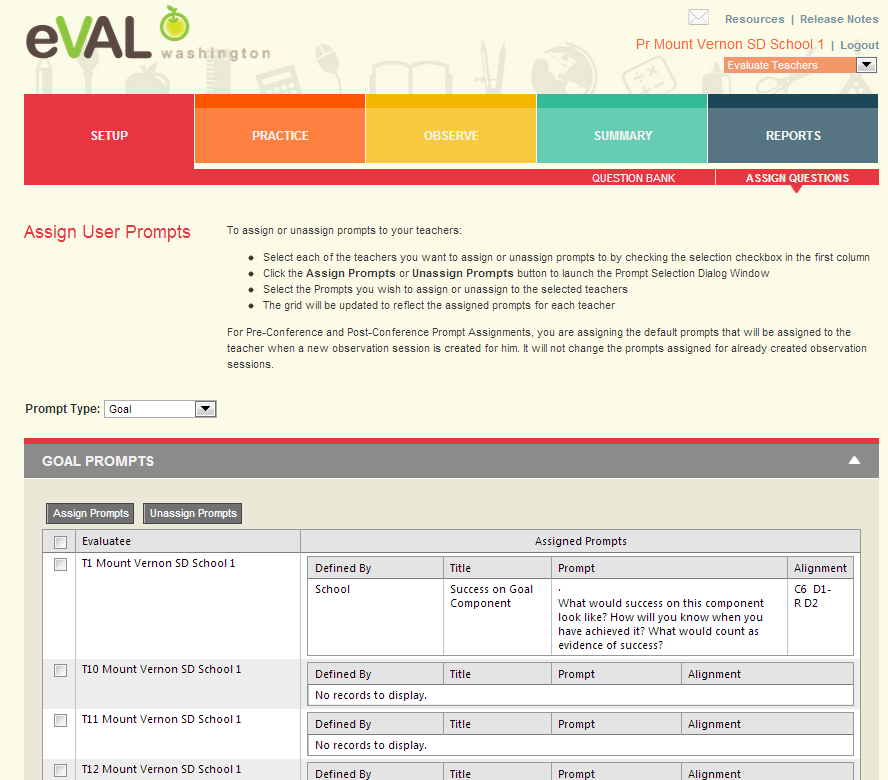 eVAL
washington
Resources | Release Notes
Pr Mount Vernon SD School 1 | Logout
Evaluate Teachers
SETUP
PRACTICE
OBSERVE
SUMMARY
REPORTS
QUESTION BANK
ASSIGN QUESTIONS
Assign User Prompts
To assign or unassign prompts to your teachers:
• Select each of the teachers you want to assign or unassign prompts to by checking the selection checkbox in the first column
• Click the Assign Prompts or Unassign Prompts button to launch the Prompt Selection Dialog Window
• Select the Prompts you wish to assign or unassign to the selected teachers
• The grid will be updated to reflect the assigned prompts for each teacher
For Pre-Conference and Post-Conference Prompt Assignments, you are assigning the default prompts that will be assigned to the
teacher when a new observation session is created for him. It will not change the prompts assigned for already created observation
sessions.
Prompt Type: Goal
GOAL PROMPTS
Assign Prompts
Unassign Prompts
Evaluatee
Assigned Prompts
T1 Mount Vernon SD School 1
Defined By
Title
Prompt
Alignment
School
Success on Goal
Component
.
What would success on this component
look like? How will you know when you
have achieved it? What would count as
evidence of success?
C6 D1-
R D2
T10 Mount Vernon SD School 1
Defined By
Title
Prompt
Alignment
No records to display.
T11 Mount Vernon SD School 1
Defined By
Title
Prompt
Alignment
No records to display.
T12 Mount Vernon SD School 1
Defined By
Title
Prompt
Alignment